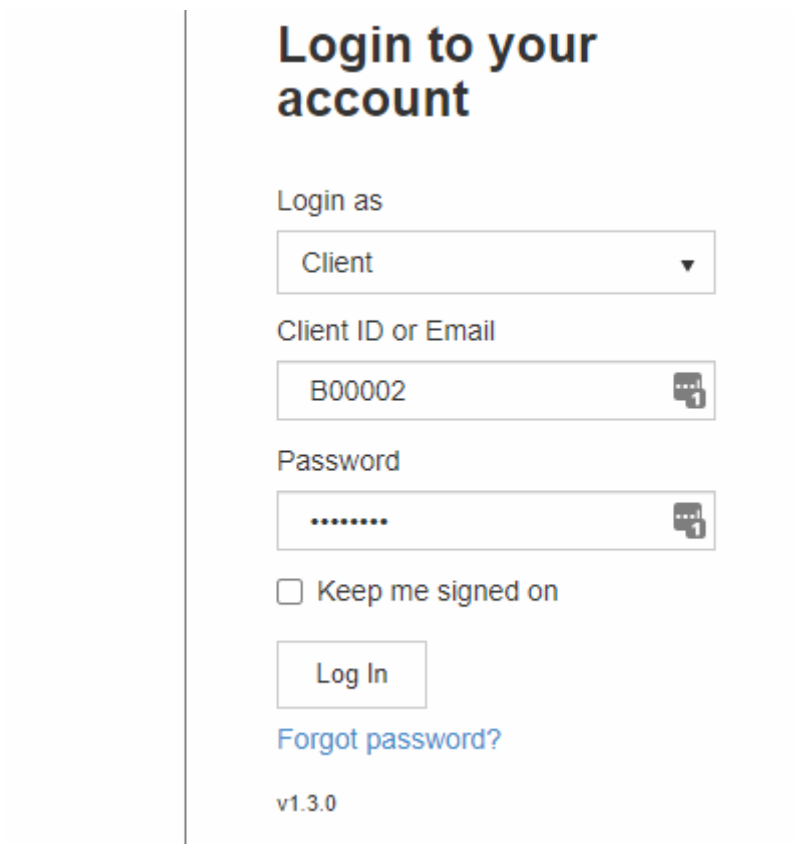 Login to your
account
Login as
Client
Client ID or Email
B00002
Password
••••••••
Keep me signed on
Log In
Forgot password?
v1.3.0